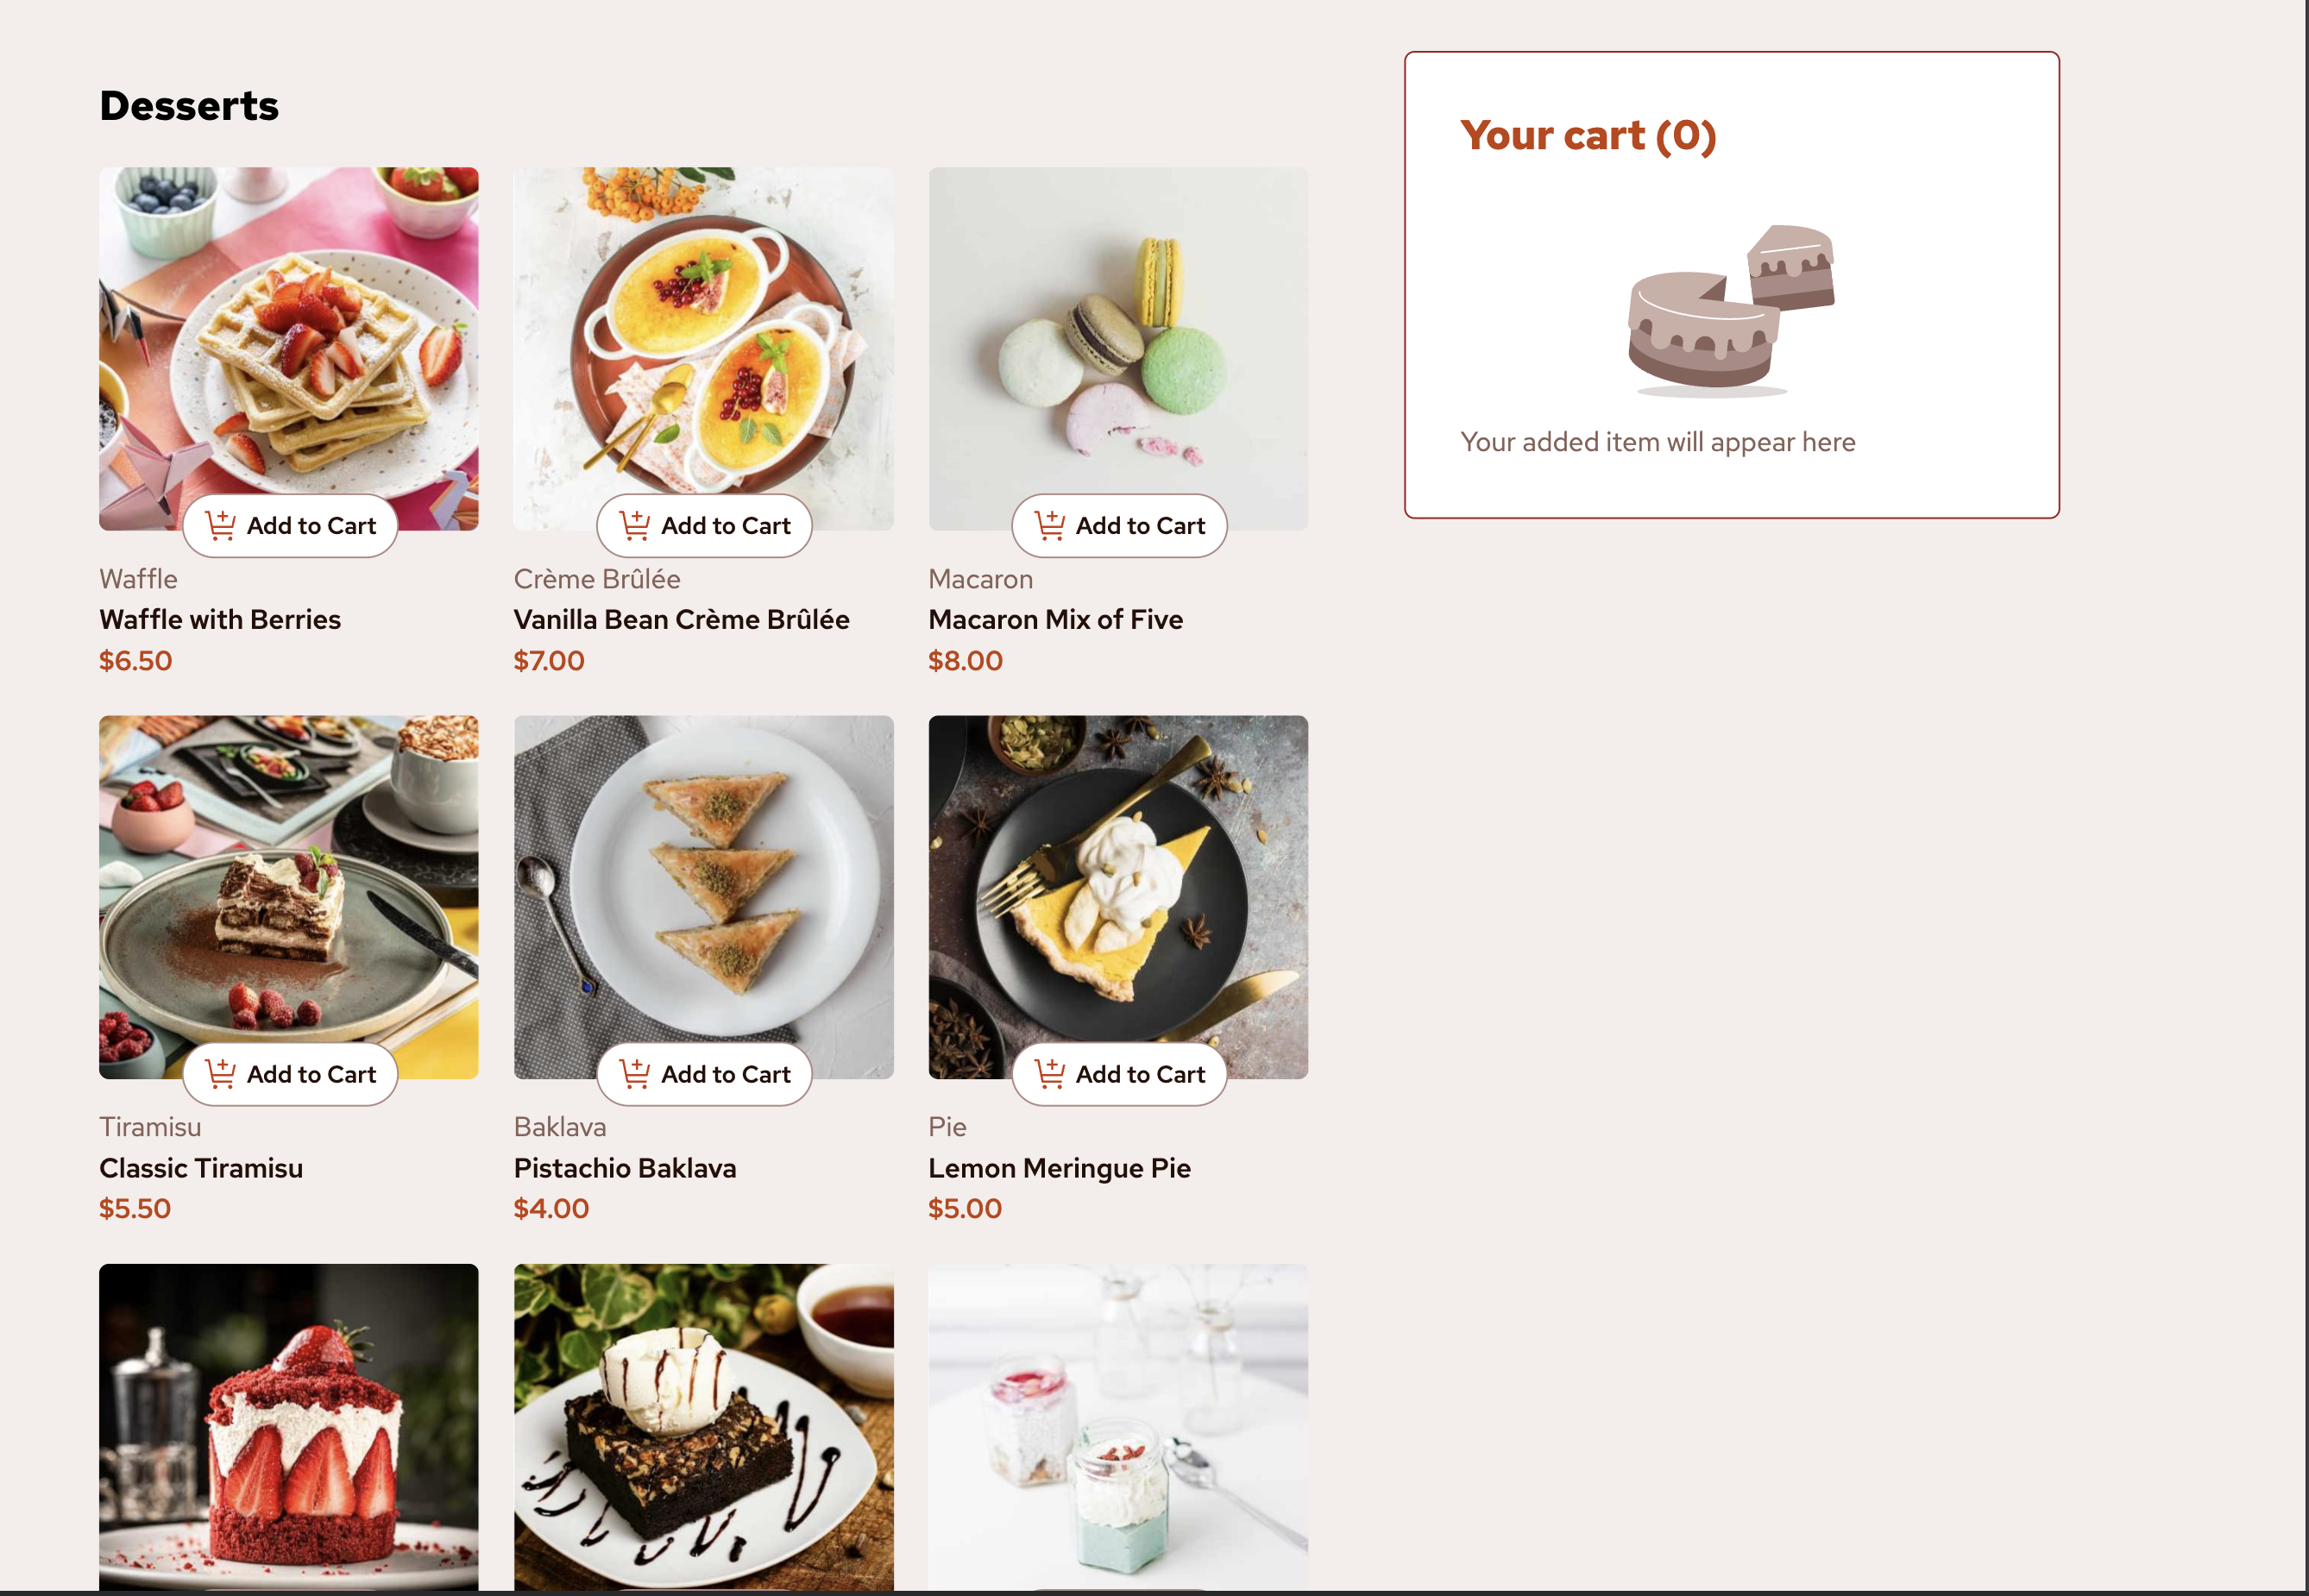 Desserts
Add to Cart
Add to Cart
Add to Cart
Waffle
Crème Brûlée
Macaron
Waffle with Berries
Vanilla Bean Crème Brûlée
Macaron Mix of Five
$6.50
$7.00
$8.00
Add to Cart
Add to Cart
Add to Cart
Tiramisu
Baklava
Pie
Classic Tiramisu
Pistachio Baklava
Lemon Meringue Pie
$5.50
$4.00
$5.00
Your cart (0)
Your added item will appear here